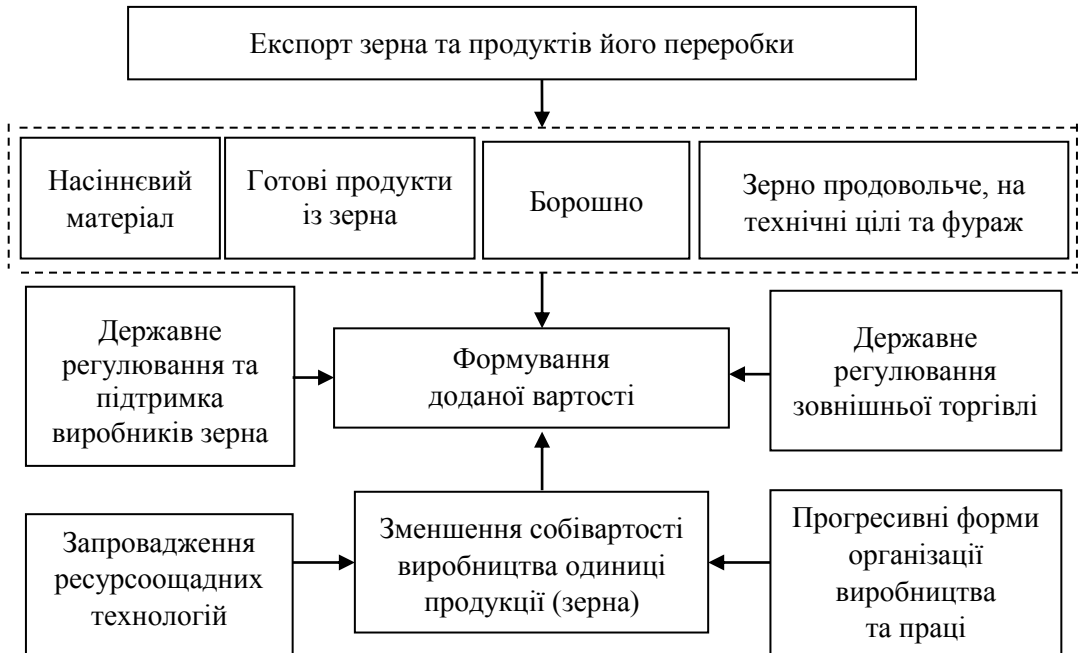 Експорт зерна та продуктів його переробки
Насіннєвий
матеріал
Готові продукти
із зерна
Борошно
Зерно продовольче, на
технічні цілі та фураж
Державне
регулювання та
підтримка
виробників зерна
Формування
доданої вартості
Державне
регулювання
зовнішньої торгівлі
Запровадження
ресурсоощадних
технологій
Зменшення собівартості
виробництва одиниці
продукції (зерна)
Прогресивні форми
організації
виробництва
та праці